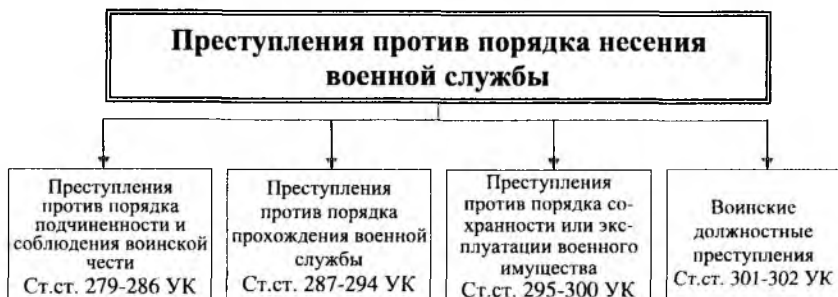 Преступления против порядка несения
военной службы
Преступления
против порядка
подчиненности и
соблюдения воинской
чести
Ст.ст. 279-286 УК
Преступления
против порядка
прохождения военной
службы
Ст.ст. 287-294 УК
Преступления
против порядка со-
хранности или экс-
плуатации военного
имущества
Ст.ст. 295-300 УК
Воинские
должностные
преступления
Ст.ст. 301-302 УК